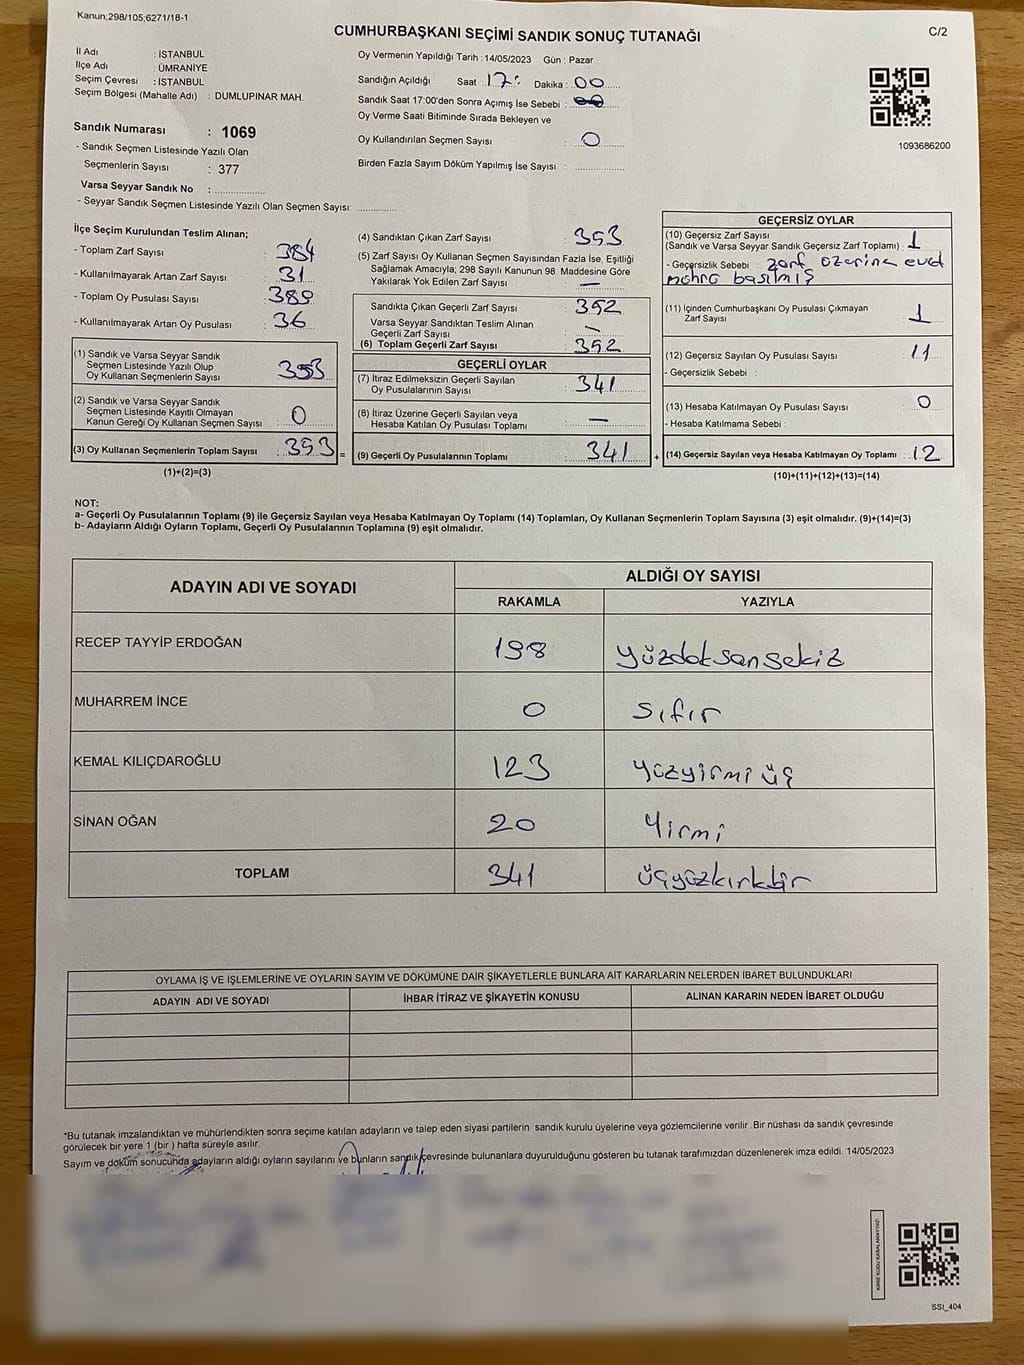 Kanun;298/105;6271/18-1
CUMHURBAŞKANI SEÇİMİ SANDIK SONUÇ TUTANAĞI
C/2
İl Adı : İSTANBUL
İlçe Adı : ÜMRANİYE
Seçim Çevresi : İSTANBUL
Seçim Bölgesi (Mahalle Adı) : DUMLUPINAR MAH.
Sandık Numarası : 1069
- Sandık Seçmen Listesinde Yazılı Olan
Seçmenlerin Sayısı : 377
Varsa Seyyar Sandık No :
- Seyyar Sandık Seçmen Listesinde Yazılı Olan Seçmen Sayısı:
Oy Vermenin Yapıldığı Tarih : 14/05/2023 Gün : Pazar
Sandığın Açıldığı Saat : 17 Dakika : 00
Sandık Saat 17:00'den Sonra Açımış İse Sebebi :
Oy Verme Saati Bitiminde Sırada Bekleyen ve
Oy Kullandırılan Seçmen Sayısı : 0
Birden Fazla Sayım Döküm Yapılmış İse Sayısı :
1093686200
İlçe Seçim Kurulundan Teslim Alınan;
- Toplam Zarf Sayısı 384
- Kullanılmayarak Artan Zarf Sayısı 31
- Toplam Oy Pusulası Sayısı 389
- Kullanılmayarak Artan Oy Pusulası : 36
(1) Sandık ve Varsa Seyyar Sandık
Seçmen Listesinde Yazılı Olup
Oy Kullanan Seçmenlerin Sayısı : 353
(2) Sandık ve Varsa Seyyar Sandık
Seçmen Listesinde Kayıtlı Olmayan
Kanun Gereği Oy Kullanan Seçmen Sayısı : 0
(3) Oy Kullanan Seçmenlerin Toplam Sayısı : 353 =
(1)+(2)=(3)
(4) Sandıktan Çıkan Zarf Sayısı : 353
(5) Zarf Sayısı Oy Kullanan Seçmen Sayısından Fazla İse, Eşitliği
Sağlamak Amacıyla; 298 Sayılı Kanunun 98. Maddesine Göre
Yakılarak Yok Edilen Zarf Sayısı : —
Sandıkta Çıkan Geçerli Zarf Sayısı : 352
Varsa Seyyar Sandıktan Teslim Alınan
Geçerli Zarf Sayısı : —
(6) Toplam Geçerli Zarf Sayısı : 352
GEÇERLİ OYLAR
(7) İtiraz Edilmeksizin Geçerli Sayılan
Oy Pusulalarının Sayısı : 341
(8) İtiraz Üzerine Geçerli Sayılan veya
Hesaba Katılan Oy Pusulası Toplamı : —
(9) Geçerli Oy Pusulalarının Toplamı : 341 +
GEÇERSİZ OYLAR
(10) Geçersiz Zarf Sayısı
(Sandık ve Varsa Seyyar Sandık Geçersiz Zarf Toplamı) : 1
- Geçersizlik Sebebi : zarf üzerine evet
mühro basılmış
(11) İçinden Cumhurbaşkanı Oy Pusulası Çıkmayan
Zarf Sayısı : 1
(12) Geçersiz Sayılan Oy Pusulası Sayısı : 11
- Geçersizlik Sebebi :
(13) Hesaba Katılmayan Oy Pusulası Sayısı : 0
- Hesaba Katılmama Sebebi :
(14) Geçersiz Sayılan veya Hesaba Katılmayan Oy Toplamı : 12
(10)+(11)+(12)+(13)=(14)
NOT:
a- Geçerli Oy Pusulalarının Toplamı (9) ile Geçersiz Sayılan veya Hesaba Katılmayan Oy Toplamı (14) Toplamları, Oy Kullanan Seçmenlerin Toplam Sayısına (3) eşit olmalıdır. (9)+(14)=(3)
b- Adayların Aldığı Oyların Toplamı, Geçerli Oy Pusulalarının Toplamına (9) eşit olmalıdır.
ADAYIN ADI VE SOYADI ALDIĞI OY SAYISI
RAKAMLA YAZIYLA
RECEP TAYYİP ERDOĞAN 198 yüzdoksansekiz
MUHARREM İNCE 0 sıfır
KEMAL KILIÇDAROĞLU 123 yüzyirmi üç
SİNAN OĞAN 20 Yirmi
TOPLAM 341 üçyüzkırkbir
OYLAMA İŞ VE İŞLEMLERİNE VE OYLARIN SAYIM VE DÖKÜMÜNE DAİR ŞİKAYETLERLE BUNLARA AİT KARARLARIN NELERDEN İBARET BULUNDUKLARI
ADAYIN ADI VE SOYADI İHBAR İTİRAZ VE ŞİKAYETİN KONUSU ALINAN KARARIN NEDEN İBARET OLDUĞU
*Bu tutanak imzalandıktan ve mühürlendikten sonra seçime katılan adayların ve talep eden siyasi partilerin sandık kurulu üyelerine veya gözlemcilerine verilir .Bir nüshası da sandık çevresinde
görülecek bir yere 1 (bir ) hafta süreyle asılır.
Sayım ve döküm sonucunda adayların aldığı oyların sayılarını ve bunların sandık çevresinde bulunanlara duyurulduğunu gösteren bu tutanak tarafımızdan düzenlenerek imza edildi. 14/05/2023
KARE KODU KARALAMAYINIZ!
SSI_404